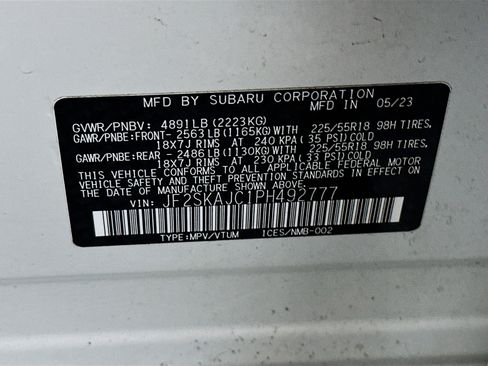 MFD BY SUBARU CORPORATION
GVWR/PNBV: 4891LB(2223KG) MFD. IN 05/23
GAWR/PNBE:FRONT- 2563LB(1165KG)WITH 225/55R18 98H TIRES,
18X7J RIMS AT 240 KPA( 35 PSI)COLD
GAWR/PNBE:REAR - 2486LB(1130KG)WITH 225/55R18 98H TIRES,
18X7J RIMS AT 230 KPA( 33 PSI)COLD
THIS VEHICLE CONFORMS TO ALL APPLICABLE FEDERAL MOTOR
VEHICLE SAFETY STANDARDS IN EFFECT
ON THE DATE OF MANUFACTURE SHOWN ABOVE.
VIN: JF2SKAJC1PH492777
TYPE:MPV/VTUM ICES/NMB-002